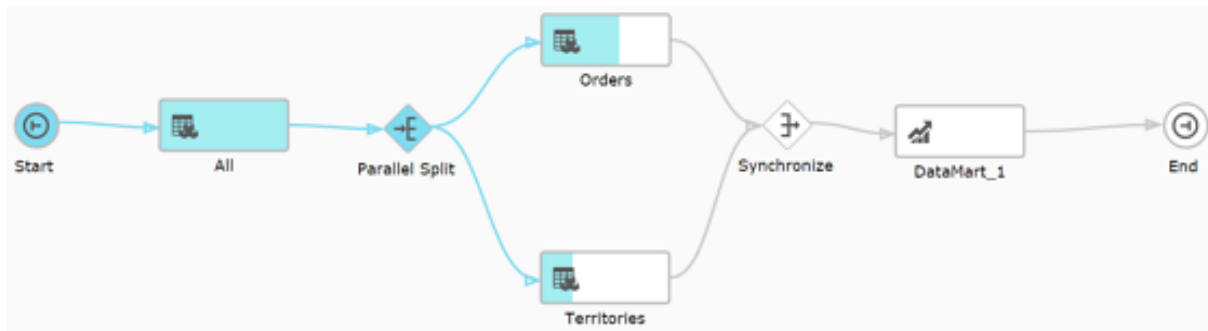 Orders
Start
All
Parallel Split
Synchronize
DataMart_1
End
Territories